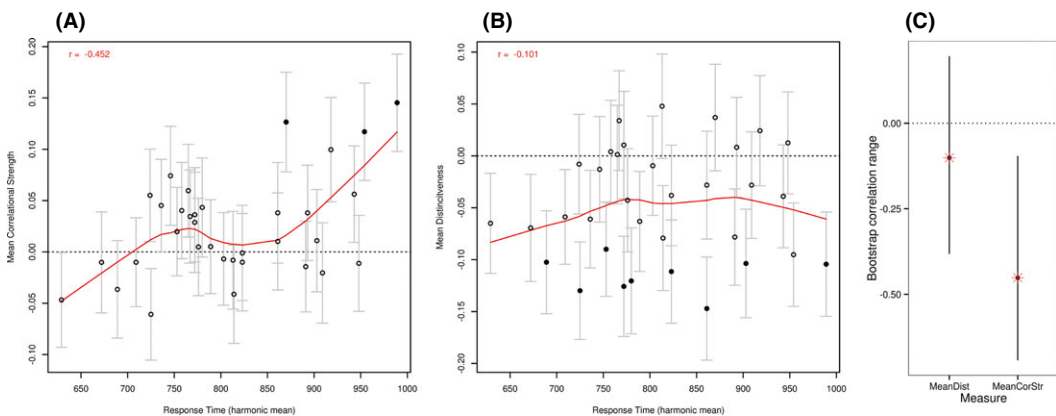 (A)
r = -0.452
Mean Correlational Strength
0.20
0.15
0.10
0.05
0.00
-0.05
-0.10
650 700 750 800 850 900 950 1000
Response Time (harmonic mean)
(B)
r = -0.101
Mean Distinctiveness
0.10
0.05
0.00
-0.05
-0.10
-0.15
-0.20
650 700 750 800 850 900 950 1000
Response Time (harmonic mean)
(C)
Bootstrap correlation range
0.00
-0.25
-0.50
MeanDist MeanCorStr
Measure